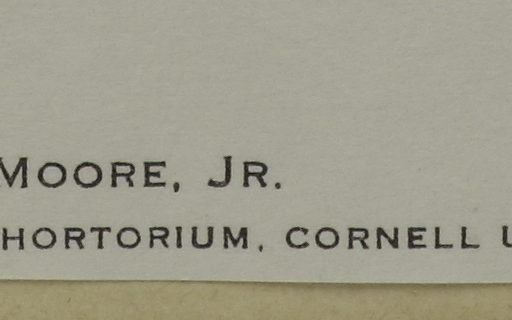 Moore, Jr.
HORTORIUM, CORNELL U